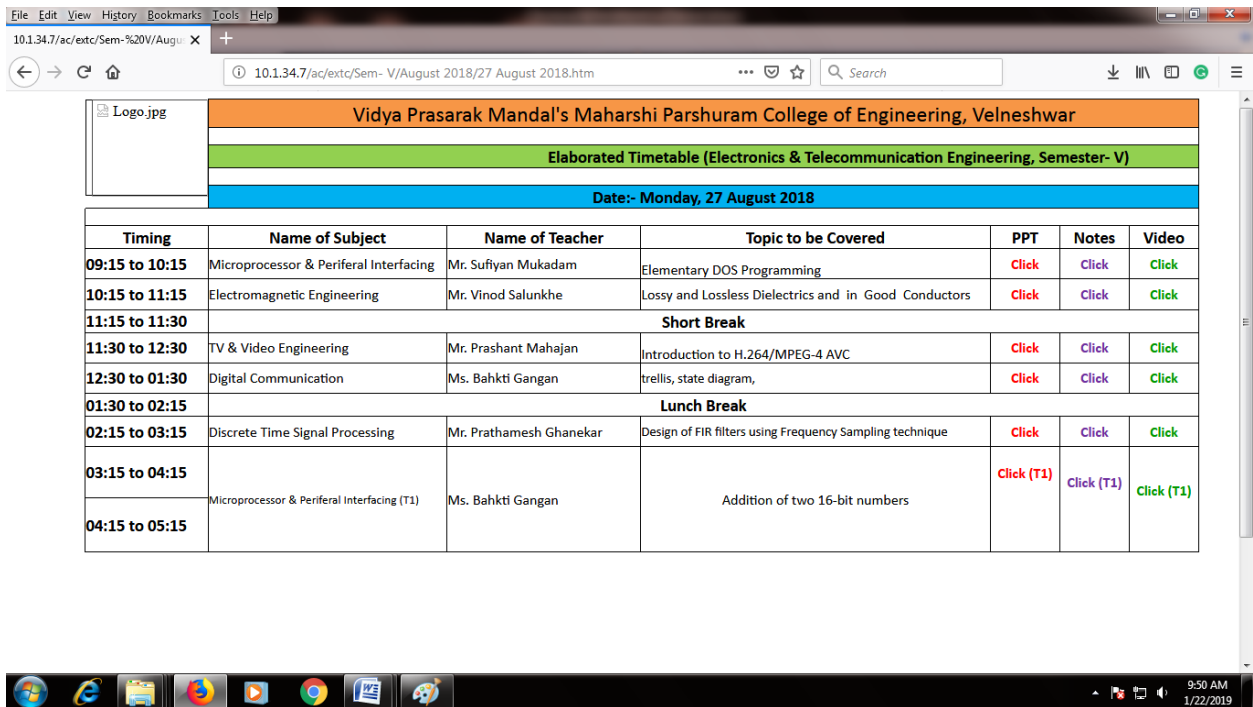 File Edit View History Bookmarks Tools Help
10.1.34.7/ac/extc/Sem-%20V/Augu
10.1.34.7/ac/extc/Sem- V/August 2018/27 August 2018.htm
Search
Logo.jpg
Vidya Prasarak Mandal's Maharshi Parshuram College of Engineering, Velneshwar
Elaborated Timetable (Electronics & Telecommunication Engineering, Semester- V)
Date:- Monday, 27 August 2018
Timing Name of Subject Name of Teacher Topic to be Covered PPT Notes Video
09:15 to 10:15 Microprocessor & Periferal Interfacing Mr. Sufiyan Mukadam Elementary DOS Programming Click Click Click
10:15 to 11:15 Electromagnetic Engineering Mr. Vinod Salunkhe Lossy and Lossless Dielectrics and in Good Conductors Click Click Click
11:15 to 11:30 Short Break
11:30 to 12:30 TV & Video Engineering Mr. Prashant Mahajan Introduction to H.264/MPEG-4 AVC Click Click Click
12:30 to 01:30 Digital Communication Ms. Bahkti Gangan trellis, state diagram, Click Click Click
01:30 to 02:15 Lunch Break
02:15 to 03:15 Discrete Time Signal Processing Mr. Prathamesh Ghanekar Design of FIR filters using Frequency Sampling technique Click Click Click
03:15 to 04:15 Microprocessor & Periferal Interfacing (T1) Ms. Bahkti Gangan Addition of two 16-bit numbers Click (T1) Click (T1) Click (T1)
04:15 to 05:15
9:50 AM
1/22/2019